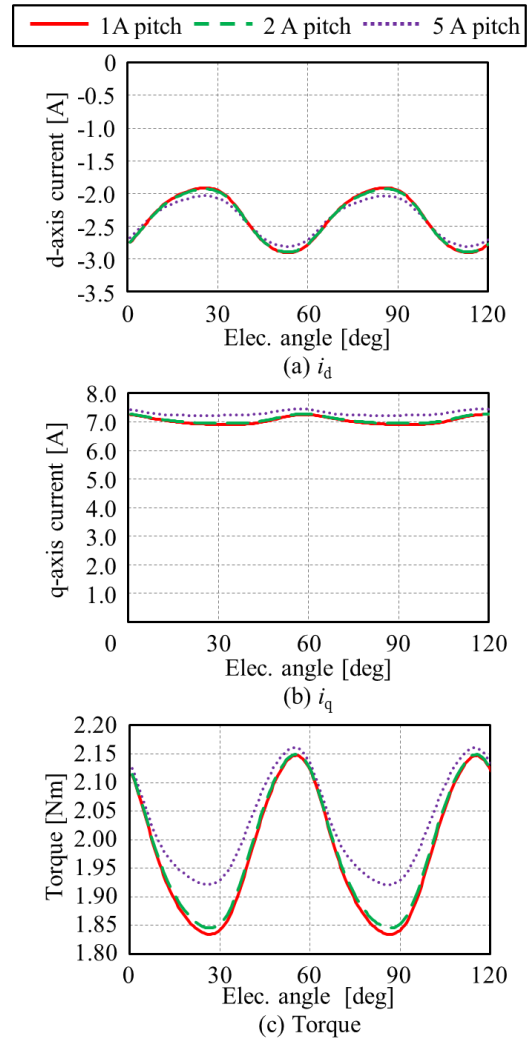 1A pitch 2 A pitch 5 A pitch
d-axis current [A]
0
-0.5
-1.0
-1.5
-2.0
-2.5
-3.0
-3.5
0 30 60 90 120
Elec. angle [deg]
(a) id
q-axis current [A]
8.0
7.0
6.0
5.0
4.0
3.0
2.0
1.0
0 30 60 90 120
Elec. angle [deg]
(b) iq
Torque [Nm]
2.20
2.15
2.10
2.05
2.00
1.95
1.90
1.85
1.80
0 30 60 90 120
Elec. angle [deg]
(c) Torque